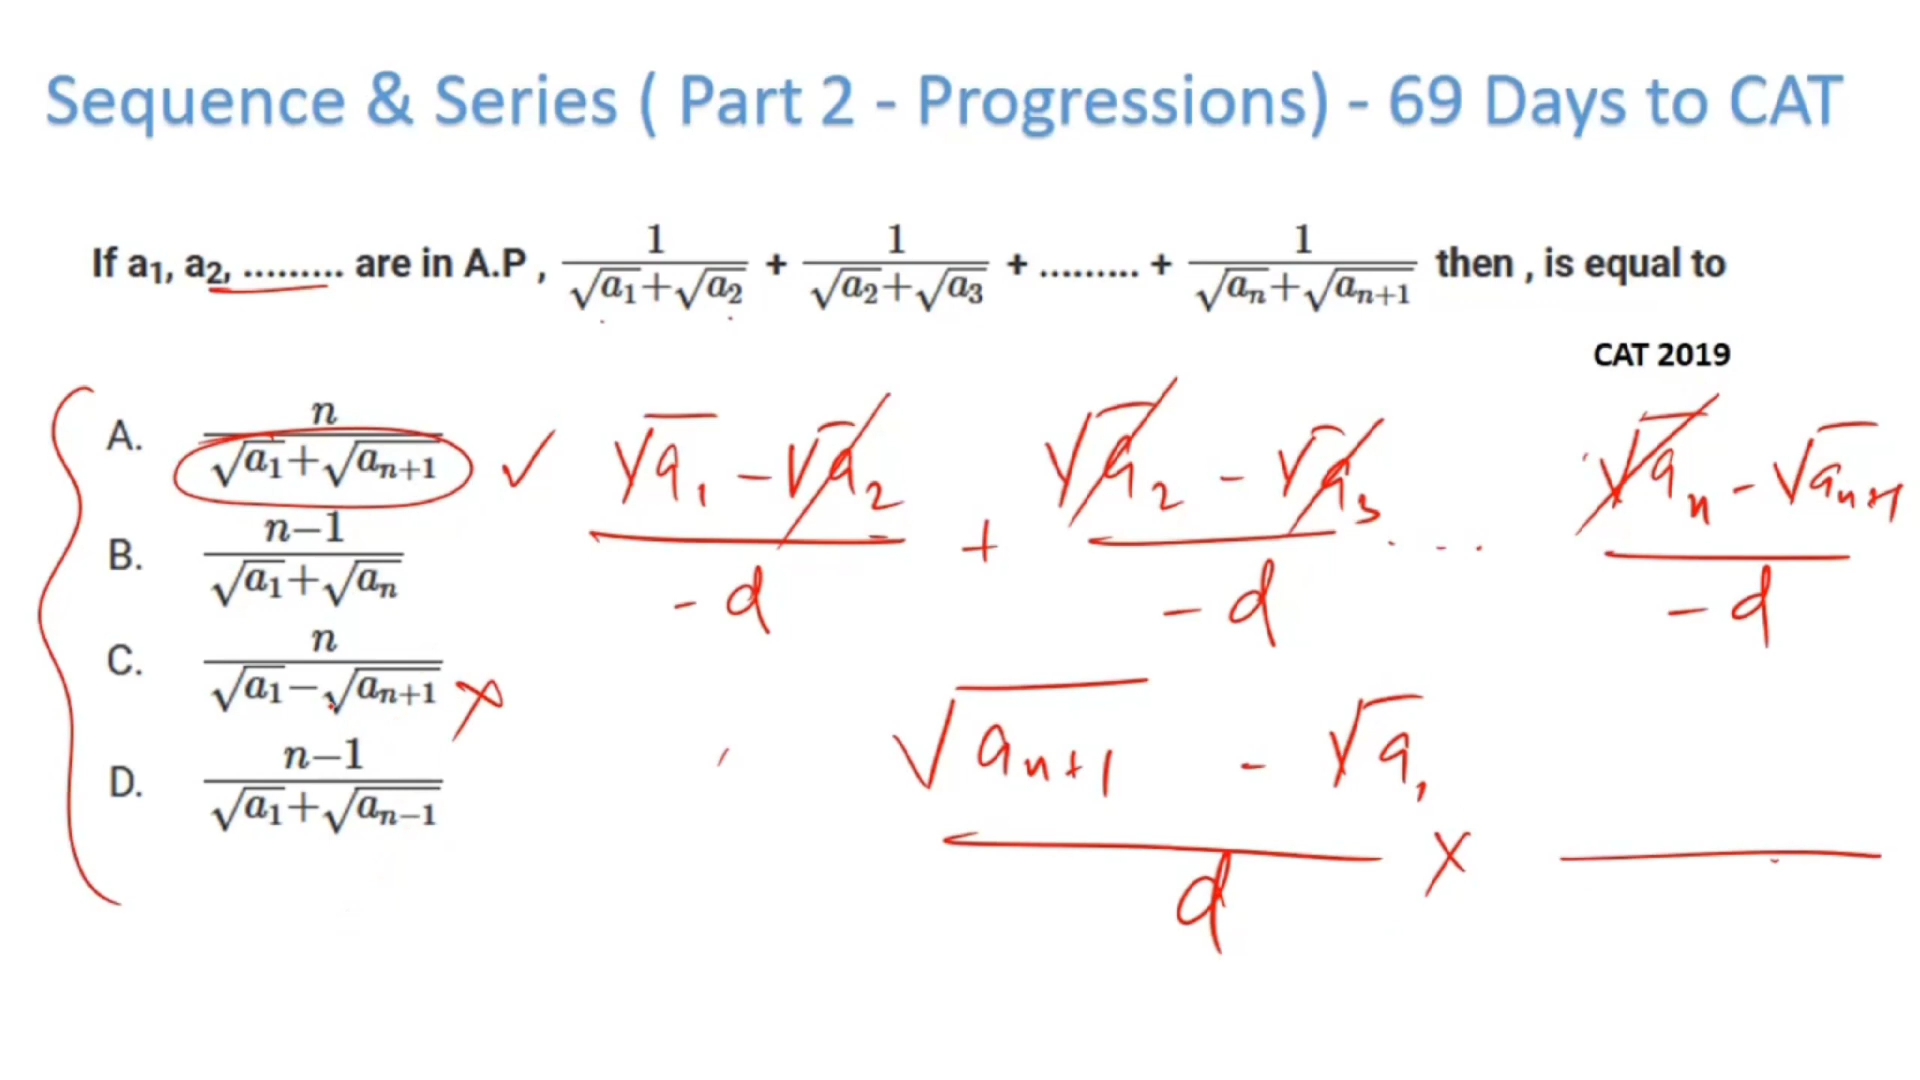 Sequence & Series ( Part 2 - Progressions) - 69 Days to CAT
If a₁, a₂, ......... are in A.P , 1/(√a₁+√a₂) + 1/(√a₂+√a₃) + ......... + 1/(√aₙ+√aₙ₊₁) then , is equal to
CAT 2019
A. n/(√a₁+√aₙ₊₁) ✓
B. (n−1)/(√a₁+√aₙ)
C. n/(√a₁−√aₙ₊₁) ×
D. (n−1)/(√a₁+√aₙ₋₁)
(√a₁ - √a₂)/(-d) + (√a₂ - √a₃)/(-d) ... (√aₙ - √aₙ₊₁)/(-d)
(√aₙ₊₁ - √a₁)/d ×